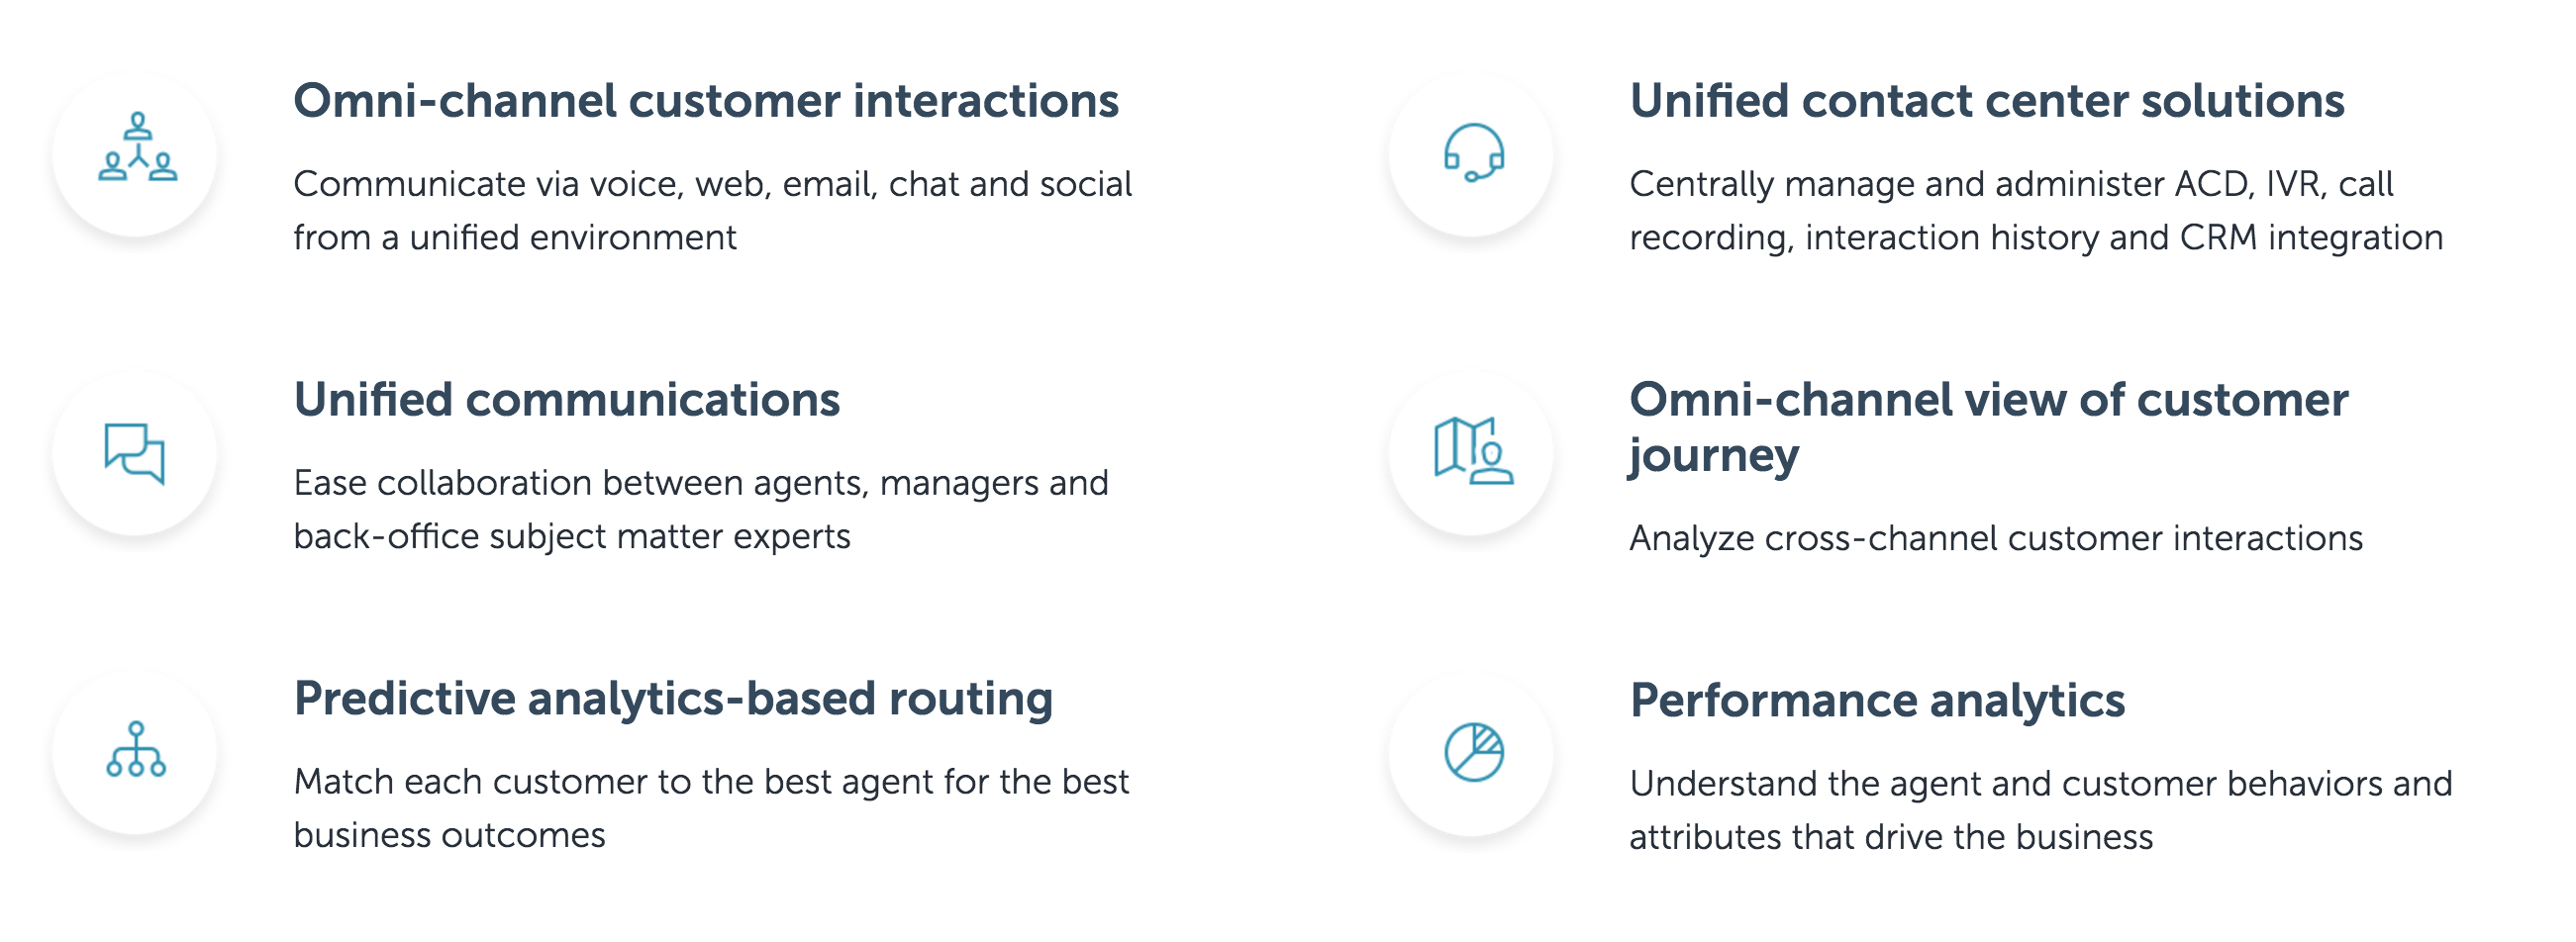 Omni-channel customer interactions
Communicate via voice, web, email, chat and social
from a unified environment
Unified contact center solutions
Centrally manage and administer ACD, IVR, call
recording, interaction history and CRM integration
Unified communications
Ease collaboration between agents, managers and
back-office subject matter experts
Omni-channel view of customer
journey
Analyze cross-channel customer interactions
Predictive analytics-based routing
Match each customer to the best agent for the best
business outcomes
Performance analytics
Understand the agent and customer behaviors and
attributes that drive the business